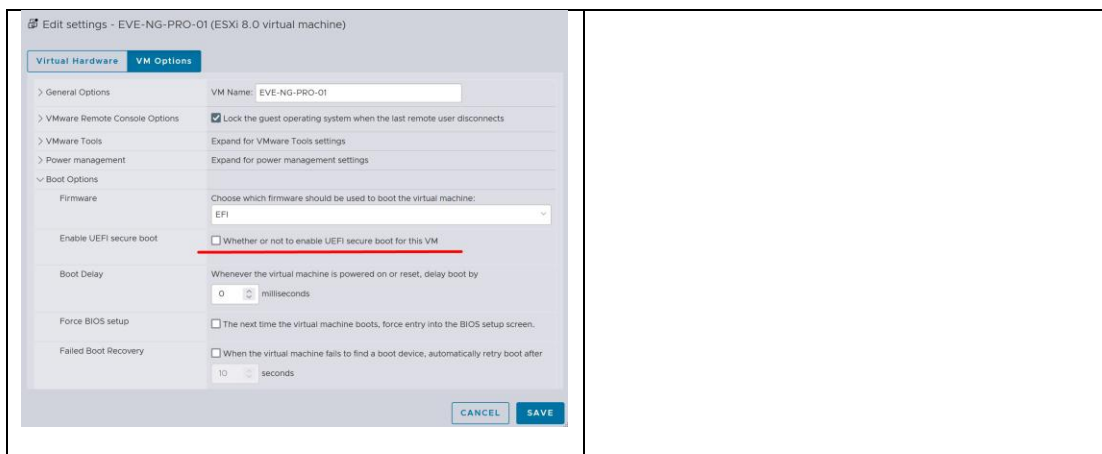 Edit settings - EVE-NG-PRO-01 (ESXi 8.0 virtual machine)
Virtual Hardware VM Options
General Options VM Name: EVE-NG-PRO-01
VMware Remote Console Options Lock the guest operating system when the last remote user disconnects
VMware Tools Expand for VMware Tools settings
Power management Expand for power management settings
Boot Options
Firmware Choose which firmware should be used to boot the virtual machine:
EFI
Enable UEFI secure boot Whether or not to enable UEFI secure boot for this VM
Boot Delay Whenever the virtual machine is powered on or reset, delay boot by
0 milliseconds
Force BIOS setup The next time the virtual machine boots, force entry into the BIOS setup screen.
Failed Boot Recovery When the virtual machine fails to find a boot device, automatically retry boot after
10 seconds
CANCEL SAVE